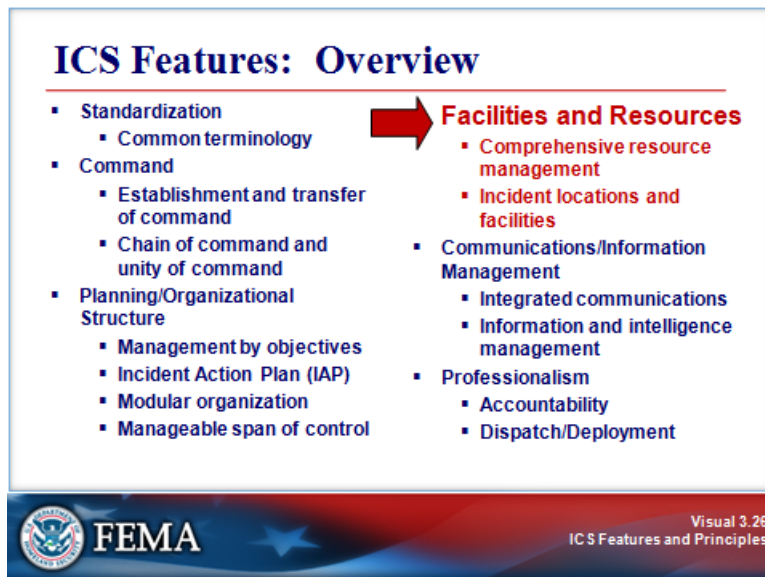 ICS Features: Overview
▪ Standardization
▪ Common terminology
▪ Command
▪ Establishment and transfer
of command
▪ Chain of command and
unity of command
▪ Planning/Organizational
Structure
▪ Management by objectives
▪ Incident Action Plan (IAP)
▪ Modular organization
▪ Manageable span of control
Facilities and Resources
▪ Comprehensive resource
management
▪ Incident locations and
facilities
▪ Communications/Information
Management
▪ Integrated communications
▪ Information and intelligence
management
▪ Professionalism
▪ Accountability
▪ Dispatch/Deployment
FEMA
Visual 3.26
ICS Features and Principles